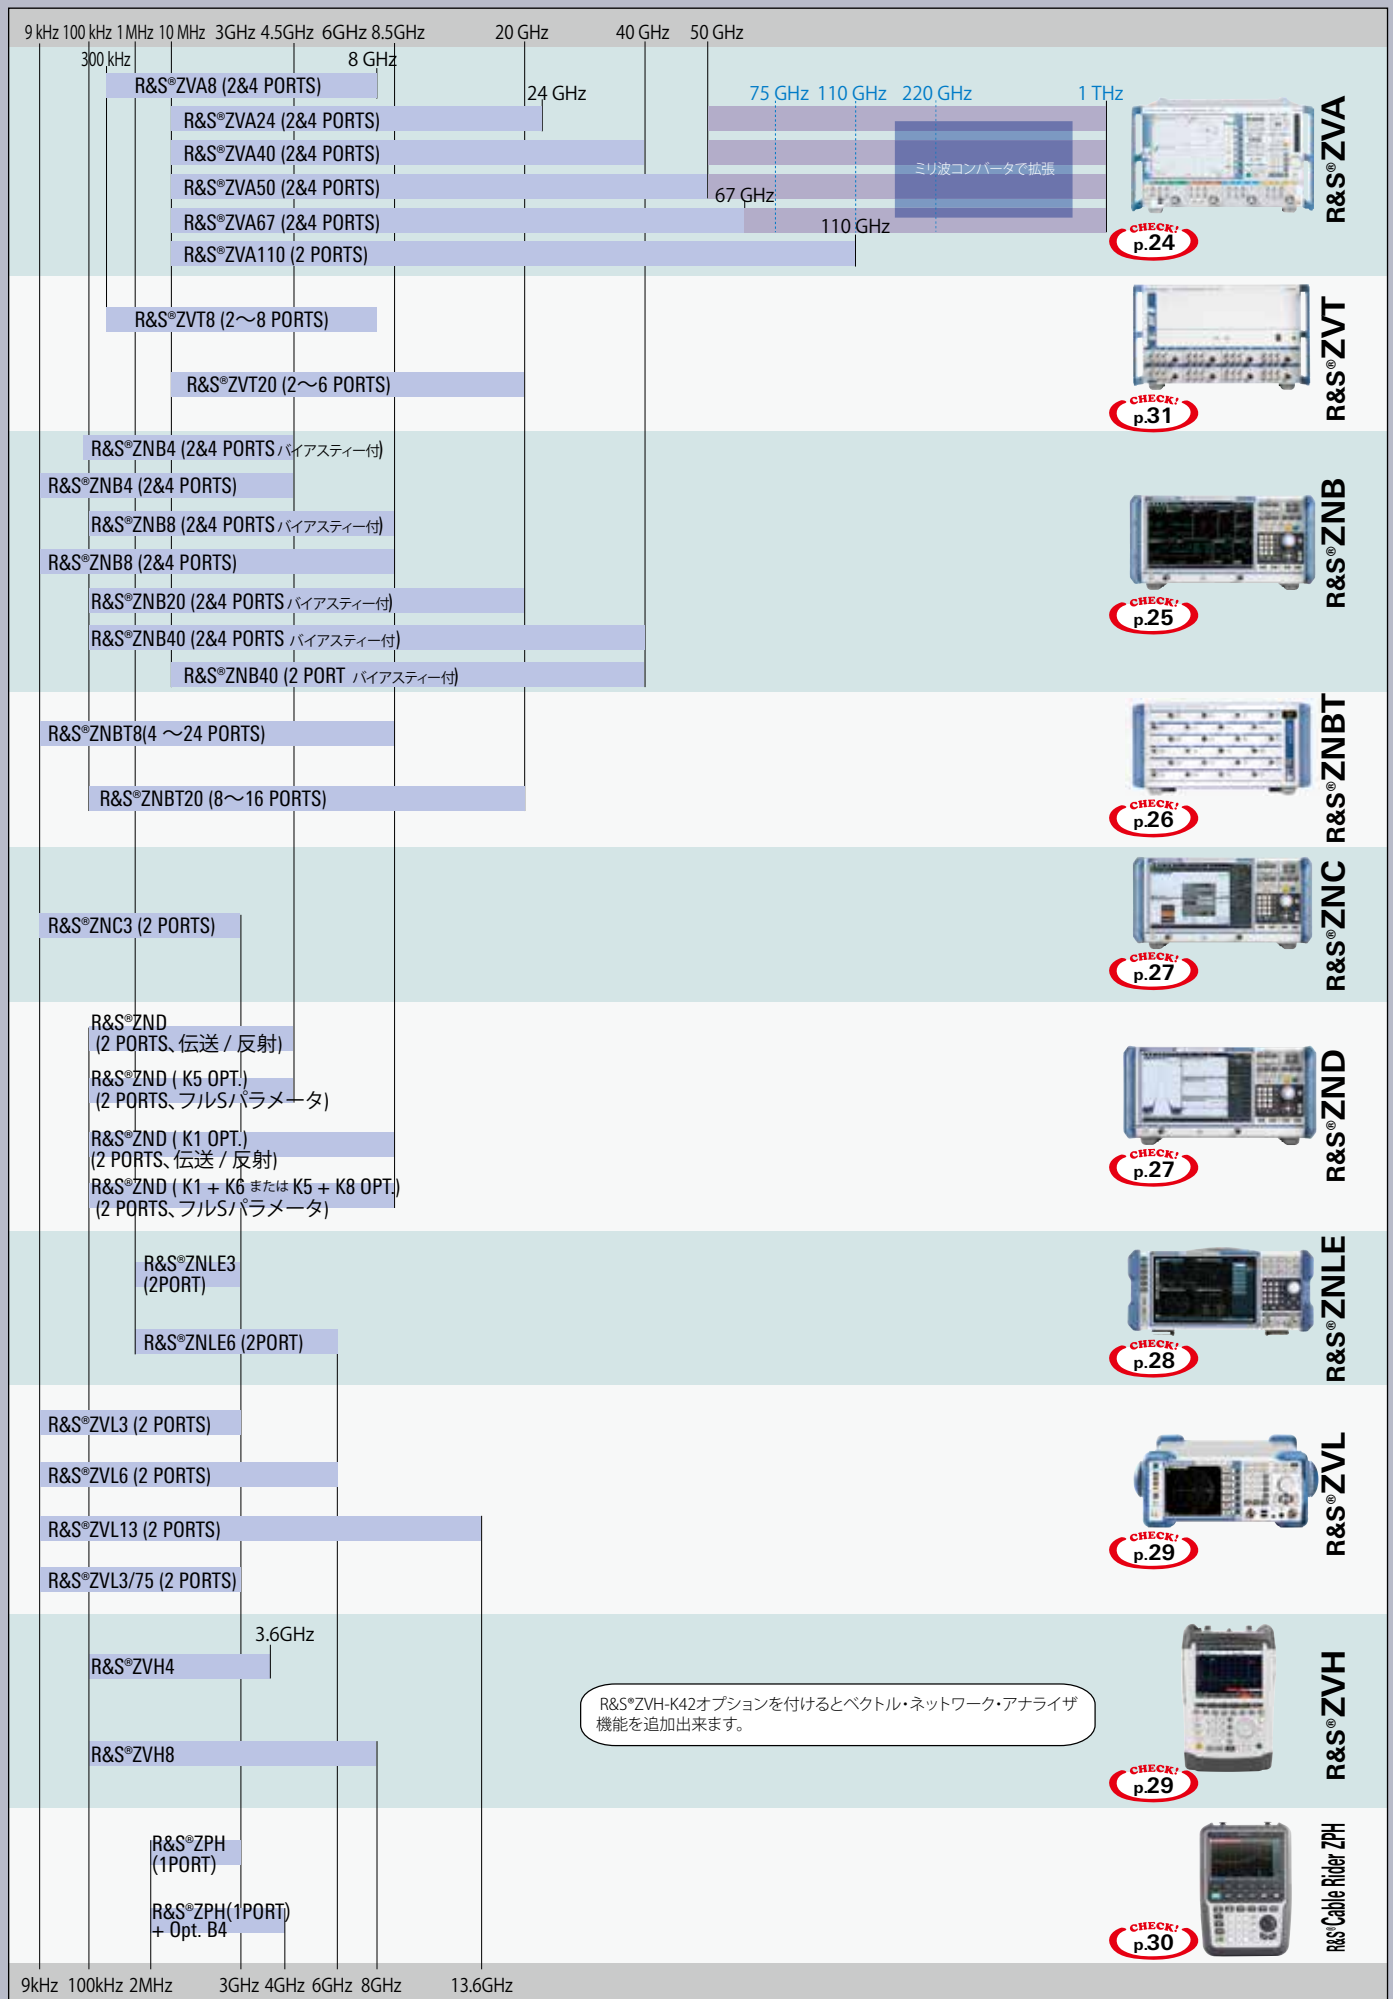 9 kHz 100 kHz 1 MHz 10 MHz 3GHz 4.5GHz 6GHz 8.5GHz 20 GHz 40 GHz 50 GHz
300 kHz 8 GHz
R&S®ZVA8 (2&4 PORTS)
24 GHz 75 GHz 110 GHz 220 GHz 1 THz
R&S®ZVA24 (2&4 PORTS)
R&S®ZVA40 (2&4 PORTS)
ミリ波コンバータで拡張
R&S®ZVA50 (2&4 PORTS)
67 GHz
R&S®ZVA67 (2&4 PORTS)
110 GHz
R&S®ZVA110 (2 PORTS)
R&S®ZVA
CHECK!
p.24
R&S®ZVT8 (2～8 PORTS)
R&S®ZVT20 (2～6 PORTS)
R&S®ZVT
CHECK!
p.31
R&S®ZNB4 (2&4 PORTS バイアスティー付)
R&S®ZNB4 (2&4 PORTS)
R&S®ZNB8 (2&4 PORTS バイアスティー付)
R&S®ZNB8 (2&4 PORTS)
R&S®ZNB20 (2&4 PORTS バイアスティー付)
R&S®ZNB40 (2&4 PORTS バイアスティー付)
R&S®ZNB40 (2 PORT バイアスティー付)
R&S®ZNB
CHECK!
p.25
R&S®ZNBT8(4 ～24 PORTS)
R&S®ZNBT20 (8～16 PORTS)
R&S®ZNBT
CHECK!
p.26
R&S®ZNC3 (2 PORTS)
R&S®ZNC
CHECK!
p.27
R&S®ZND
(2 PORTS、伝送 / 反射)
R&S®ZND ( K5 OPT.)
(2 PORTS、フルSパラメータ)
R&S®ZND ( K1 OPT.)
(2 PORTS、伝送 / 反射)
R&S®ZND ( K1 + K6 または K5 + K8 OPT.)
(2 PORTS、フルSパラメータ)
R&S®ZND
CHECK!
p.27
R&S®ZNLE3
(2PORT)
R&S®ZNLE6 (2PORT)
R&S®ZNLE
CHECK!
p.28
R&S®ZVL3 (2 PORTS)
R&S®ZVL6 (2 PORTS)
R&S®ZVL13 (2 PORTS)
R&S®ZVL3/75 (2 PORTS)
R&S®ZVL
CHECK!
p.29
3.6GHz
R&S®ZVH4
R&S®ZVH-K42オプションを付けるとベクトル・ネットワーク・アナライザ
機能を追加出来ます。
R&S®ZVH8
R&S®ZVH
CHECK!
p.29
R&S®ZPH
(1PORT)
R&S®ZPH(1PORT)
+ Opt. B4
R&S®Cable Rider ZPH
CHECK!
p.30
9kHz 100kHz 2MHz 3GHz 4GHz 6GHz 8GHz 13.6GHz